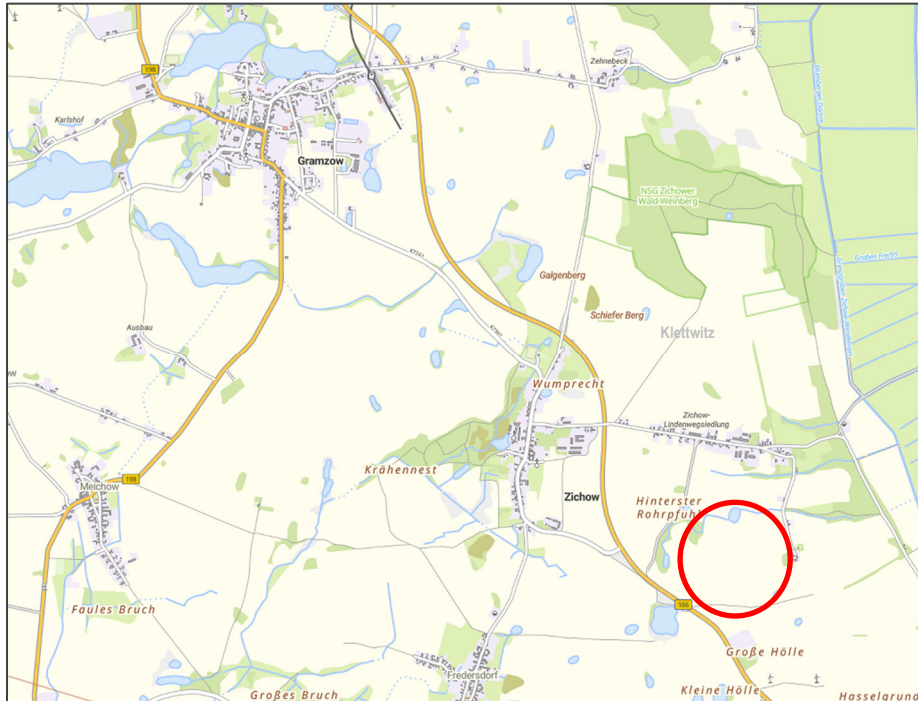 198
Zehnebeck
Karlshof
Gramzow
NSG Zichower
Wald-Weinberg
K7351
Galgenberg
Schiefer Berg
Klettwitz
Ausbau
Wumprecht
Zichow-
Lindenwegsiedlung
Krähennest
198
Meichow
Zichow
Hinterster
Rohrpfuhl
166
Faules Bruch
Große Hölle
Fredersdorf
Großes Bruch
Kleine Hölle
Hasselgrund